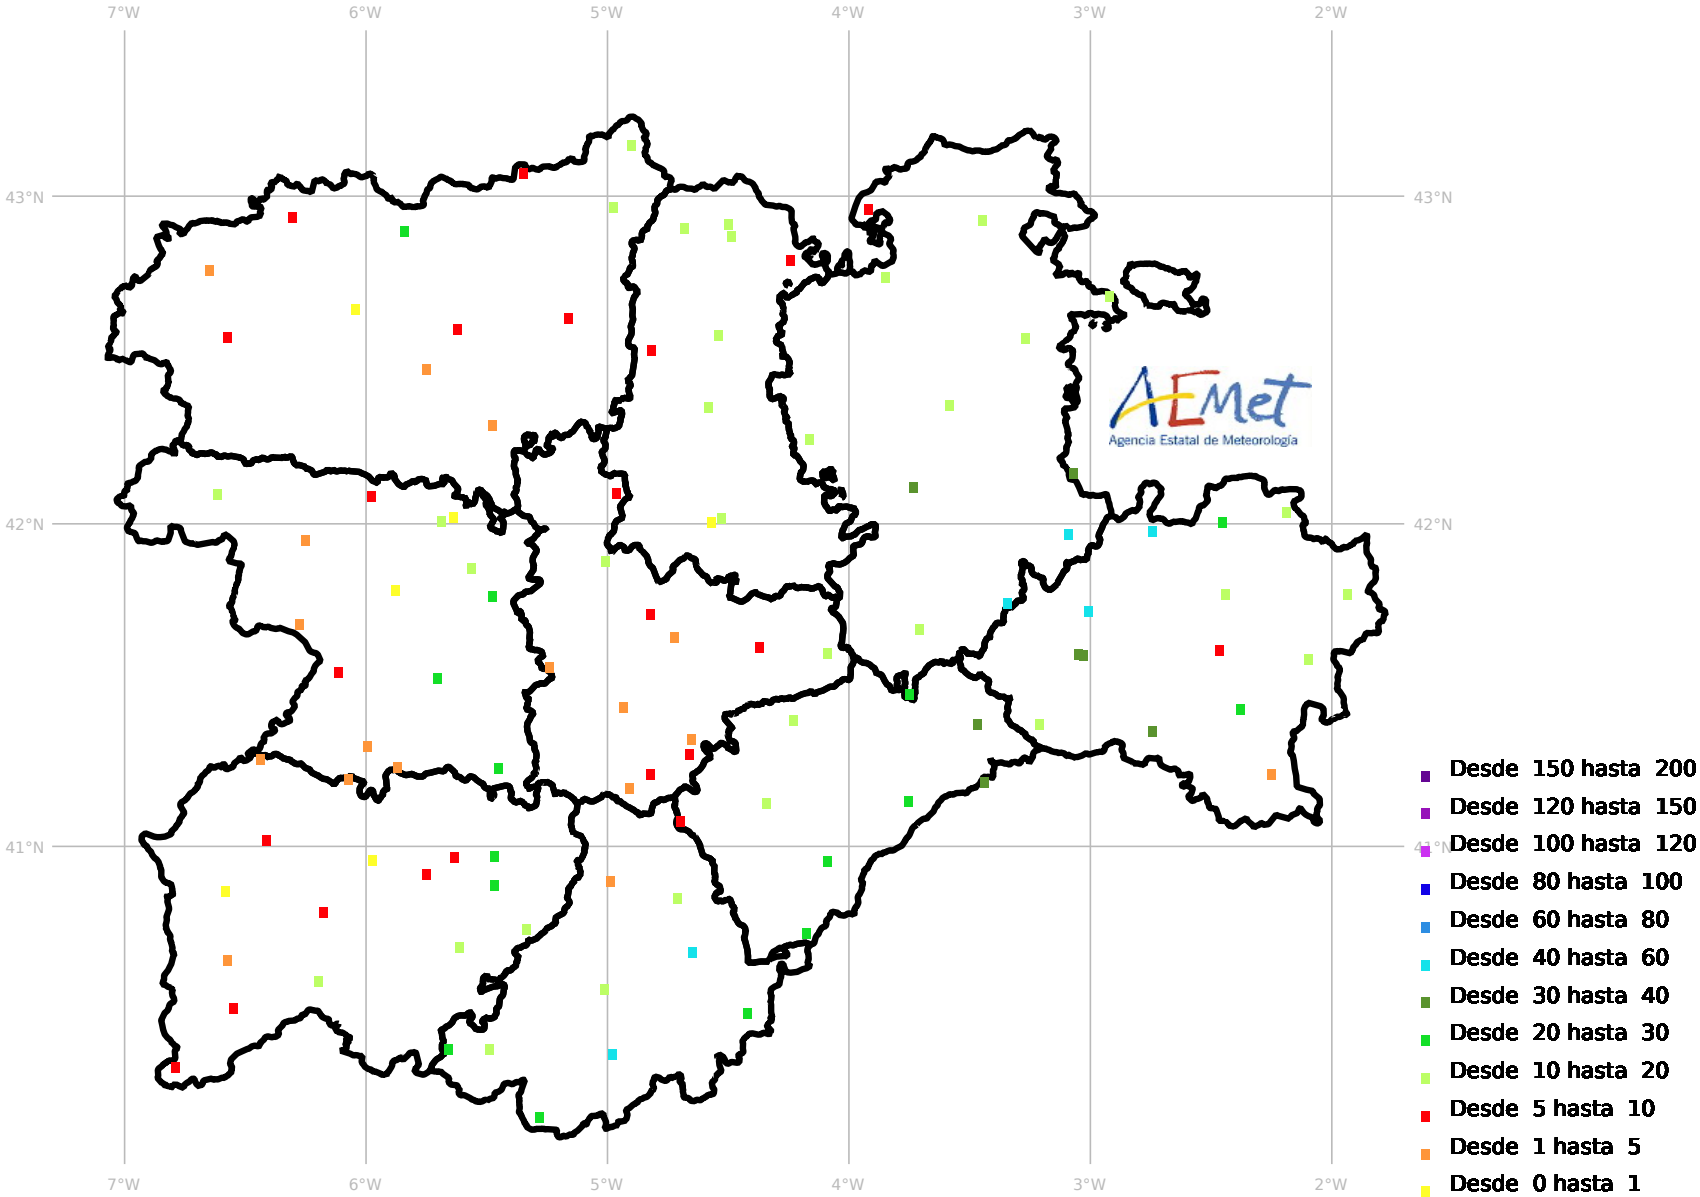 7°W 6°W 5°W 4°W 3°W 2°W
43°N 43°N
AEMet
Agencia Estatal de Meteorología
42°N 42°N
Desde 150 hasta 200
Desde 120 hasta 150
41°N 41°N
Desde 100 hasta 120
Desde 80 hasta 100
Desde 60 hasta 80
Desde 40 hasta 60
Desde 30 hasta 40
Desde 20 hasta 30
Desde 10 hasta 20
Desde 5 hasta 10
Desde 1 hasta 5
Desde 0 hasta 1
7°W 6°W 5°W 4°W 3°W 2°W